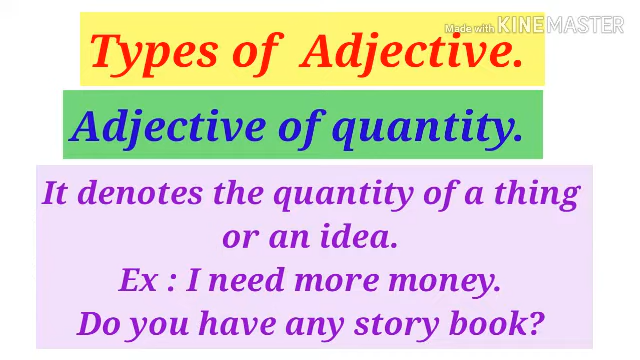 Made with KINEMASTER
Types of Adjective.
Adjective of quantity.
It denotes the quantity of a thing
or an idea.
Ex : I need more money.
Do you have any story book?